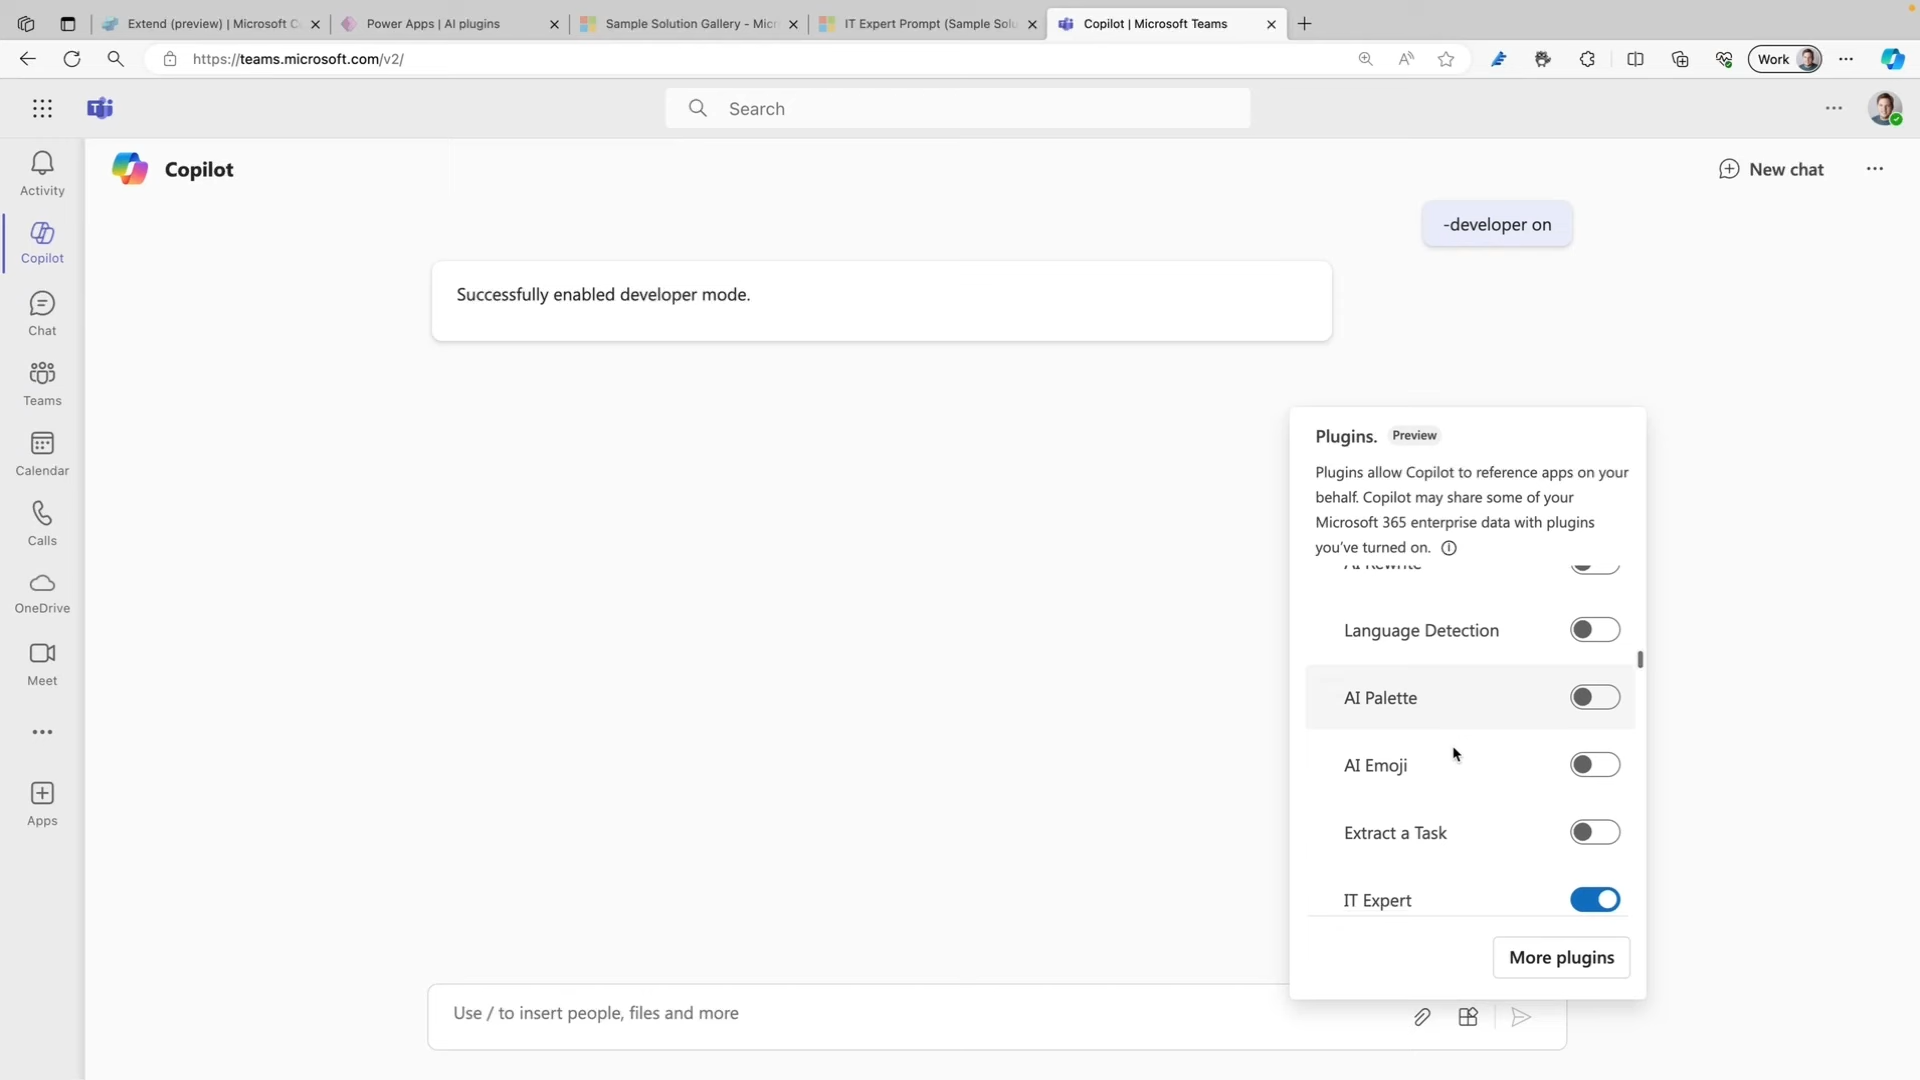 Extend (preview) | Microsoft C
Power Apps | AI plugins
Sample Solution Gallery - Micr
IT Expert Prompt (Sample Solu
Copilot | Microsoft Teams
https://teams.microsoft.com/v2/
Work
Search
Activity
Copilot
Chat
Teams
Calendar
Calls
OneDrive
Meet
Apps
Copilot
New chat
-developer on
Successfully enabled developer mode.
Plugins. Preview
Plugins allow Copilot to reference apps on your
behalf. Copilot may share some of your
Microsoft 365 enterprise data with plugins
you've turned on.
AI Rewrite
Language Detection
AI Palette
AI Emoji
Extract a Task
IT Expert
More plugins
Use / to insert people, files and more